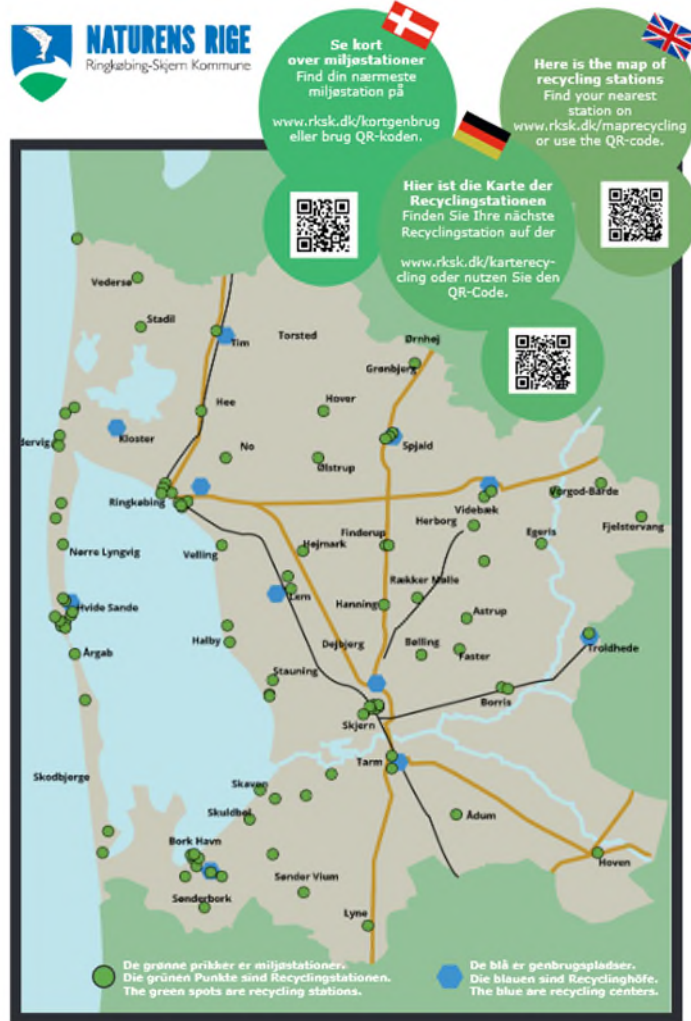 NATURENS RIGE
Ringkøbing-Skjern Kommune
Se kort
over miljøstationer
Find din nærmeste
miljøstation på
www.rksk.dk/kortgenbrug
eller brug QR-koden.
Here is the map of
recycling stations
Find your nearest
station on
www.rksk.dk/maprecycling
or use the QR-code.
Hier ist die Karte der
Recyclingstationen
Finden Sie Ihre nächste
Recyclingstation auf der
www.rksk.dk/karterecy-
cling oder nutzen Sie den
QR-Code.
Vedersø
Stadil
Tim
Torsted
Ørnhøj
Grønbjerg
Hee
Hover
Kloster
dervig
No
Ølstrup
Spjald
Ringkøbing
Videbæk
Vorgod-Barde
Fjelstervang
Herborg
Egeris
Nørre Lyngvig
Velling
Højmark
Finderup
Rækker Mølle
Hvide Sande
Lem
Hanning
Astrup
Årgab
Halby
Dejbjerg
Bølling
Faster
Troldhede
Stauning
Borris
Skjern
Tarm
Skodbjerge
Skaven
Skuldbøl
Ådum
Bork Havn
Hoven
Sønder Vium
Sønderbork
Lyne
De grønne prikker er miljøstationer.
Die grünen Punkte sind Recyclingstationen.
The green spots are recycling stations.
De blå er genbrugspladser.
Die blauen sind Recyclinghöfe.
The blue are recycling centers.